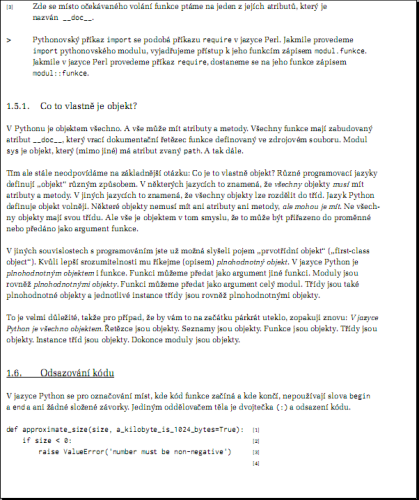 [3] Zde se místo očekávaného volání funkce ptáme na jeden z jejích atributů, který je
nazván __doc__.
> Pythonovský příkaz import se podobá příkazu require v jazyce Perl. Jakmile provedeme
import pythonovského modulu, vyjadřujeme přístup k jeho funkcím zápisem modul.funkce.
Jakmile v Perl provedeme příkaz require, dostaneme se na jeho funkce zápisem
modul::funkce.
1.5.1. Co to vlastně je objekt?
V Pythonu je objektem všechno. A vše může mít atributy a metody. Všechny funkce mají zabudovaný
atribut __doc__, který vrací dokumentační řetězec funkce definovaný ve zdrojovém souboru. Modul
sys je objekt, který (mimo jiné) má atribut zvaný path. A tak dále.
Tím ale stále neodpovídáme na základnější otázku: Co je to vlastně objekt? Různé programovací jazyky
definují „objekt“ různým způsobem. V některých jazycích to znamená, že všechny objekty musí mít
atributy a metody. V jiných jazycích to znamená, že všechny objekty lze rozdělit do tříd. Jazyk Python
definuje objekt volněji. Některé objekty nemusí mít ani atributy ani metody, ale mohou je mít. Ne všech-
ny objekty mají svou třídu. Ale vše je objektem v tom smyslu, že to může být přiřazeno do proměnné
nebo předáno jako argument funkce.
V jiných souvislostech s programováním jste už možná slyšeli pojem „prvotřídní objekt“ („first-class
object“). Kvůli lepší srozumitelnosti mu říkejme (opisem) plnohodnotný objekt. V jazyce Python je
plnohodnotným objektem i funkce. Funkci můžeme předat jako argument jiné funkci. Moduly jsou
rovněž plnohodnotnými objekty. Funkci můžeme předat jako argument celý modul. Třídy jsou také
plnohodnotné objekty a jednotlivé instance třídy jsou rovněž plnohodnotnými objekty.
To je velmi důležité, takže pro případ, že by vám to na začátku párkrát uteklo, zopakuji znovu: V jazyce
Python je všechno objektem. Řetězce jsou objekty. Seznamy jsou objekty. Funkce jsou objekty. Třídy jsou
objekty. Instance tříd jsou objekty. Dokonce moduly jsou objekty.
1.6. Odsazování kódu
V jazyce Python se pro označování míst, kde kód funkce začíná a kde končí, nepoužívají slova begin
a end a ani žádné složené závorky. Jediným oddělovačem těla je dvojtečka (:) a odsazení kódu.
def approximate_size(size, a_kilobyte_is_1024_bytes=True): [1]
if size < 0: [2]
raise ValueError('number must be non-negative') [3]
[4]